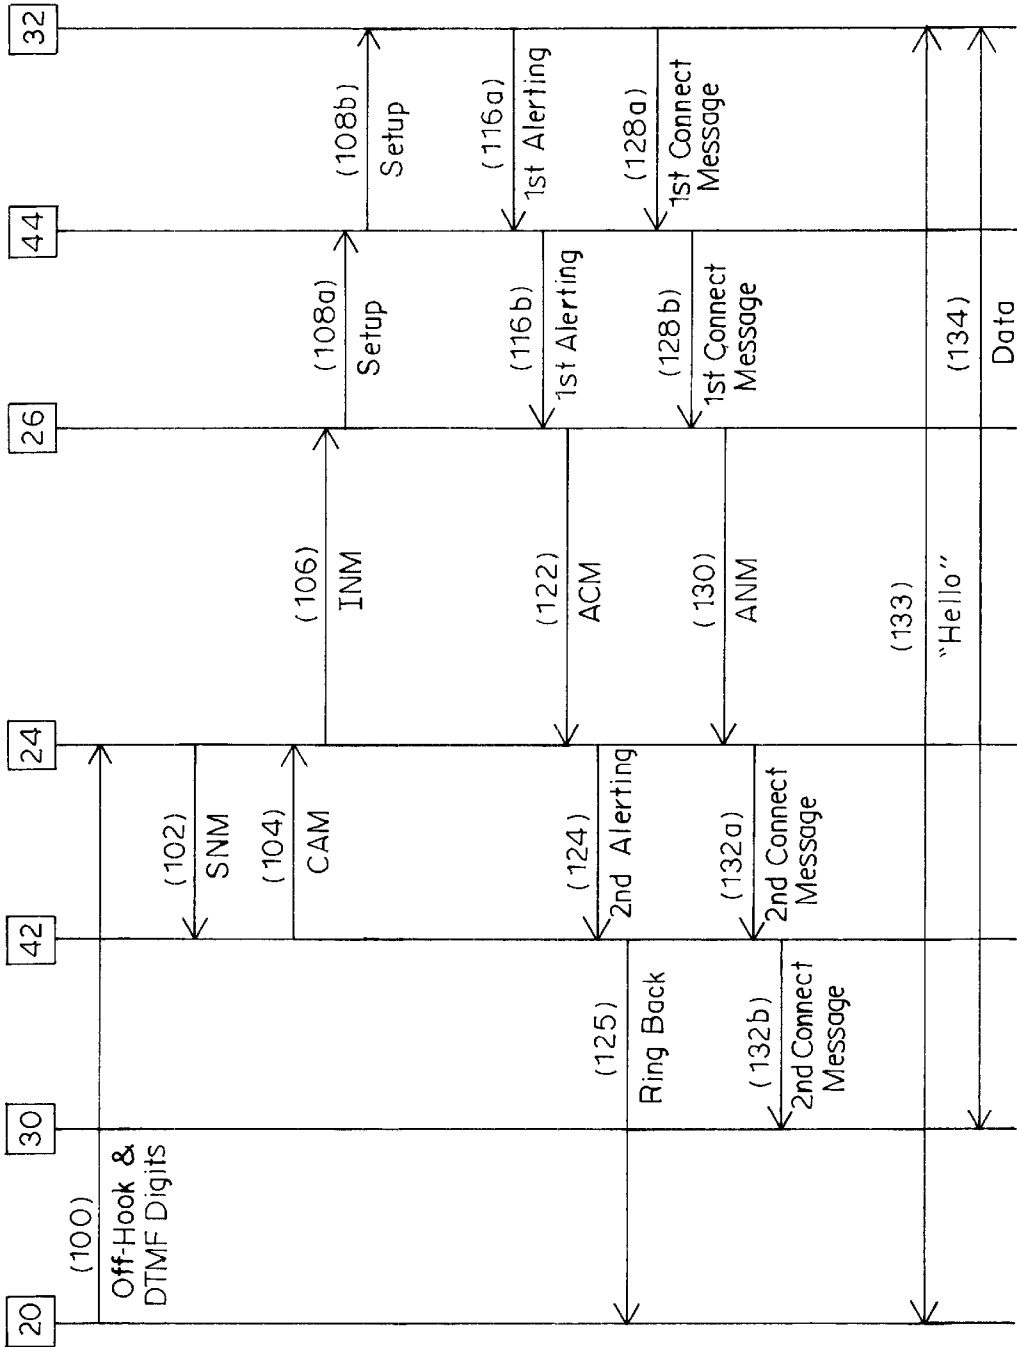 20
30
42
24
26
44
32
(100)
Off-Hook &
DTMF Digits
(102)
SNM
(104)
CAM
(106)
INM
(108a)
Setup
(108b)
Setup
(116a)
1st Alerting
(116b)
1st Alerting
(122)
ACM
(124)
2nd Alerting
(125)
Ring Back
(128a)
1st Connect
Message
(128b)
1st Connect
Message
(130)
ANM
(132a)
2nd Connect
Message
(132b)
2nd Connect
Message
(133)
"Hello"
(134)
Data